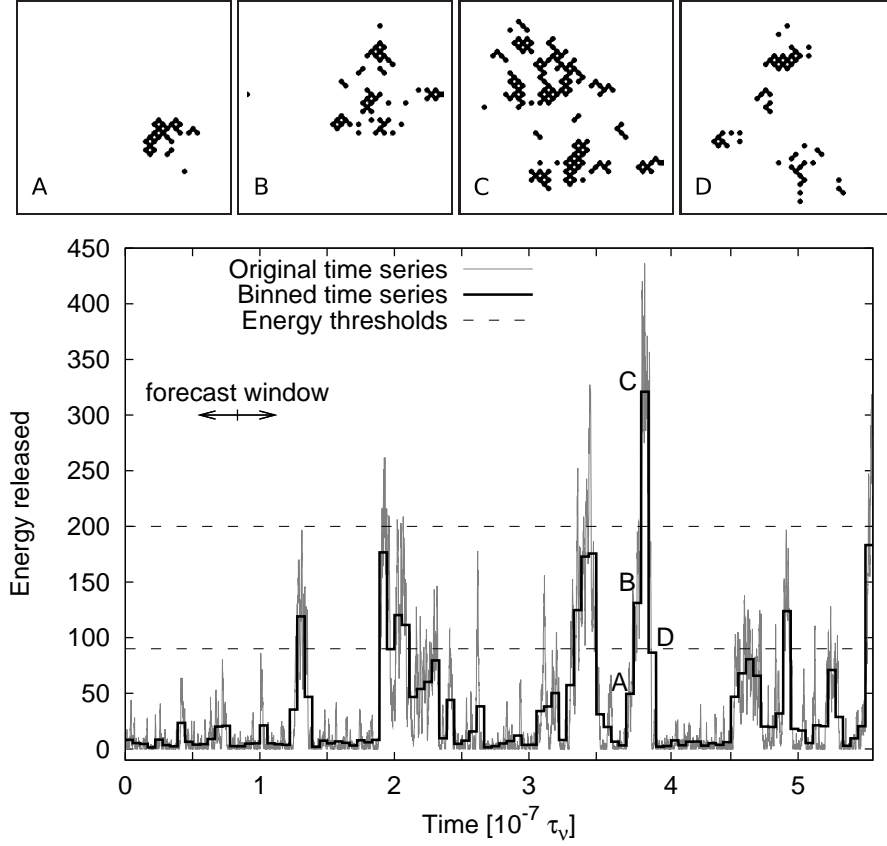 A
B
C
D
450
400
350
300
250
200
150
100
50
0
Energy released
Original time series
Binned time series
Energy thresholds
forecast window
C
B
D
A
0
1
2
3
4
5
Time [10⁻⁷ τᵥ]